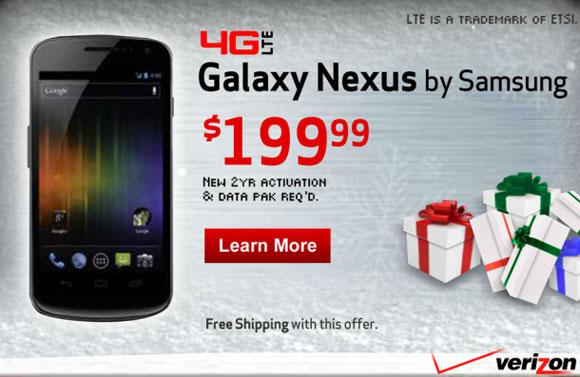 LTE IS A TRADEMARK OF ETSI.
4G LTE
Galaxy Nexus by Samsung
$199.99
NEW 2YR ACTIVATION
& DATA PAK REQ'D.
Learn More
Free Shipping with this offer.
verizon
Google